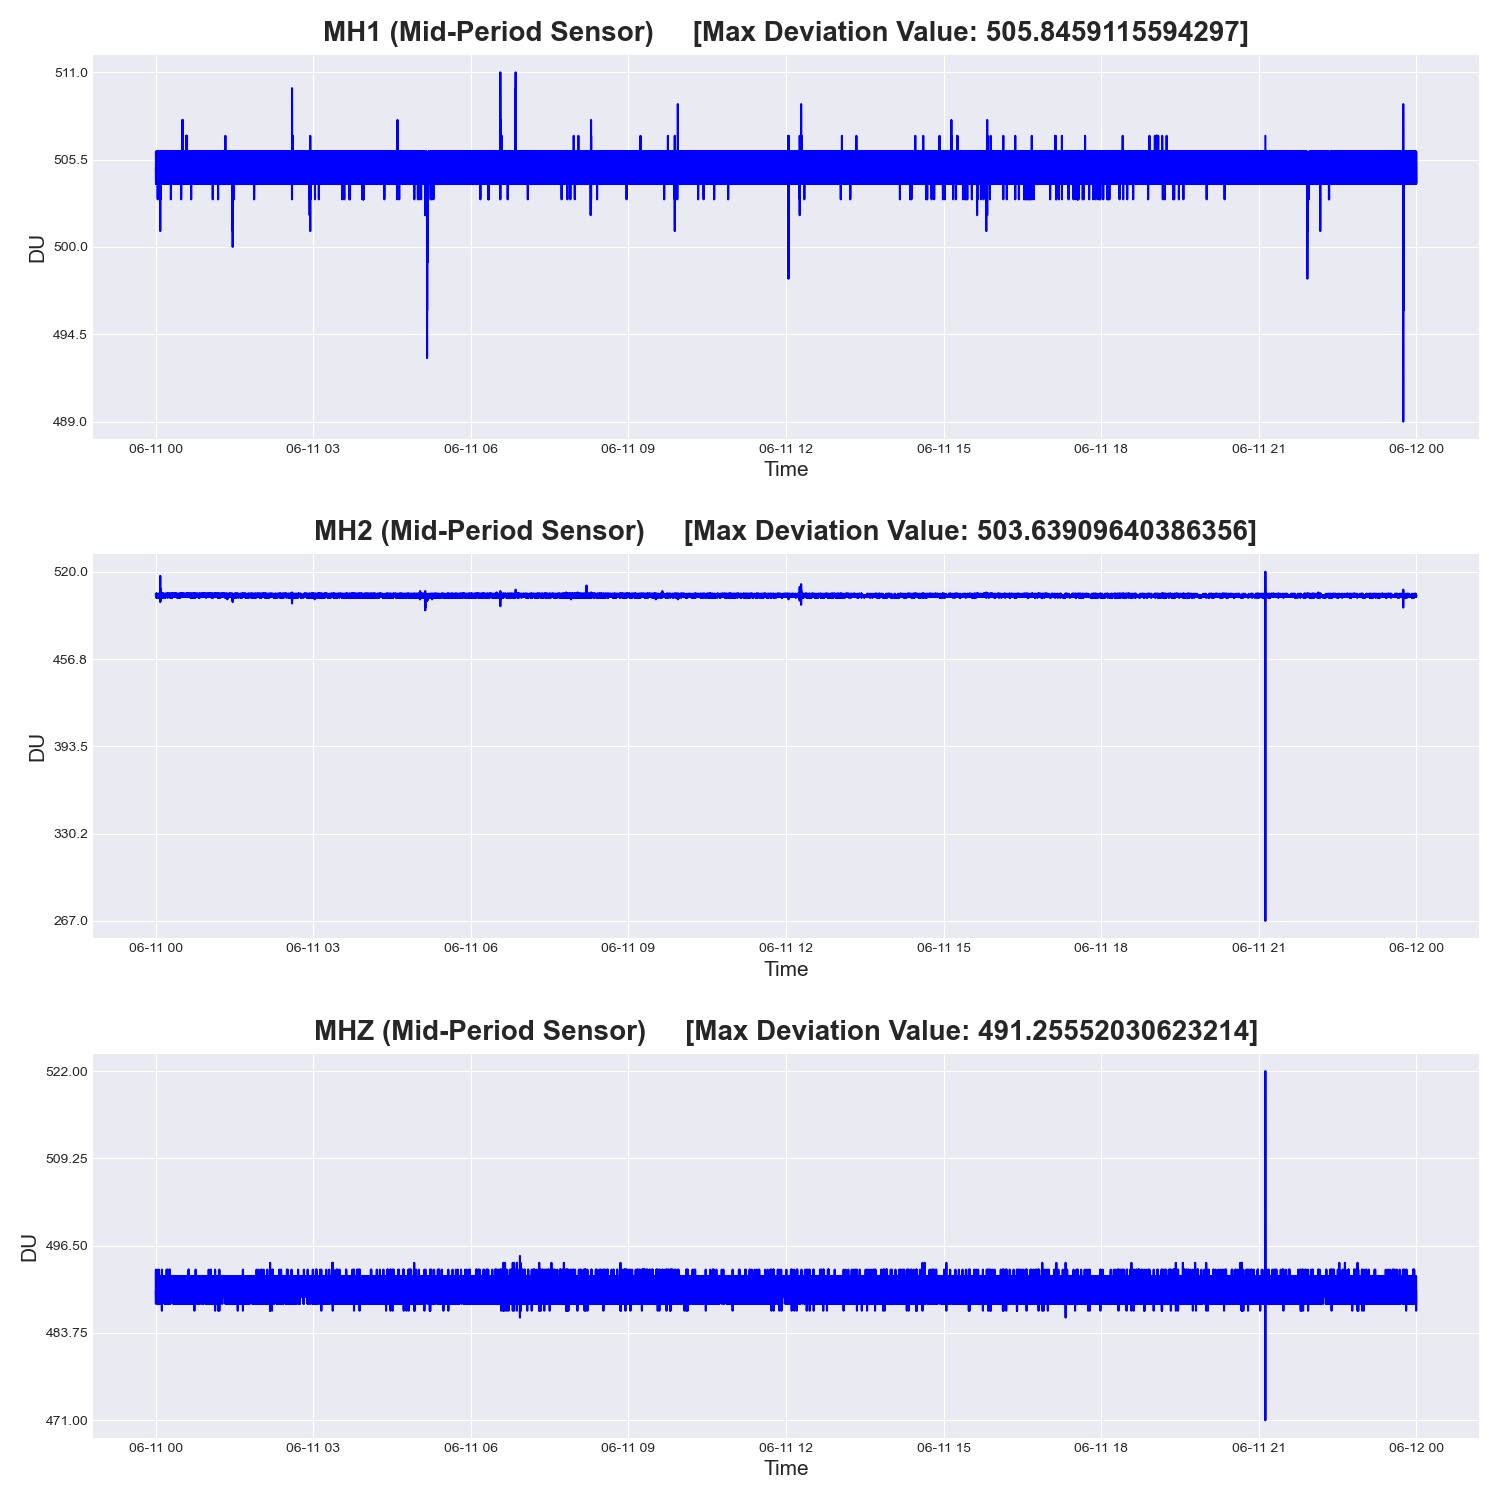 MH1 (Mid-Period Sensor) [Max Deviation Value: 505.8459115594297]
511.0
505.5
500.0
494.5
489.0
DU
06-11 00 06-11 03 06-11 06 06-11 09 06-11 12 06-11 15 06-11 18 06-11 21 06-12 00
Time
MH2 (Mid-Period Sensor) [Max Deviation Value: 503.63909640386356]
520.0
456.8
393.5
330.2
267.0
DU
06-11 00 06-11 03 06-11 06 06-11 09 06-11 12 06-11 15 06-11 18 06-11 21 06-12 00
Time
MHZ (Mid-Period Sensor) [Max Deviation Value: 491.25552030623214]
522.00
509.25
496.50
483.75
471.00
DU
06-11 00 06-11 03 06-11 06 06-11 09 06-11 12 06-11 15 06-11 18 06-11 21 06-12 00
Time